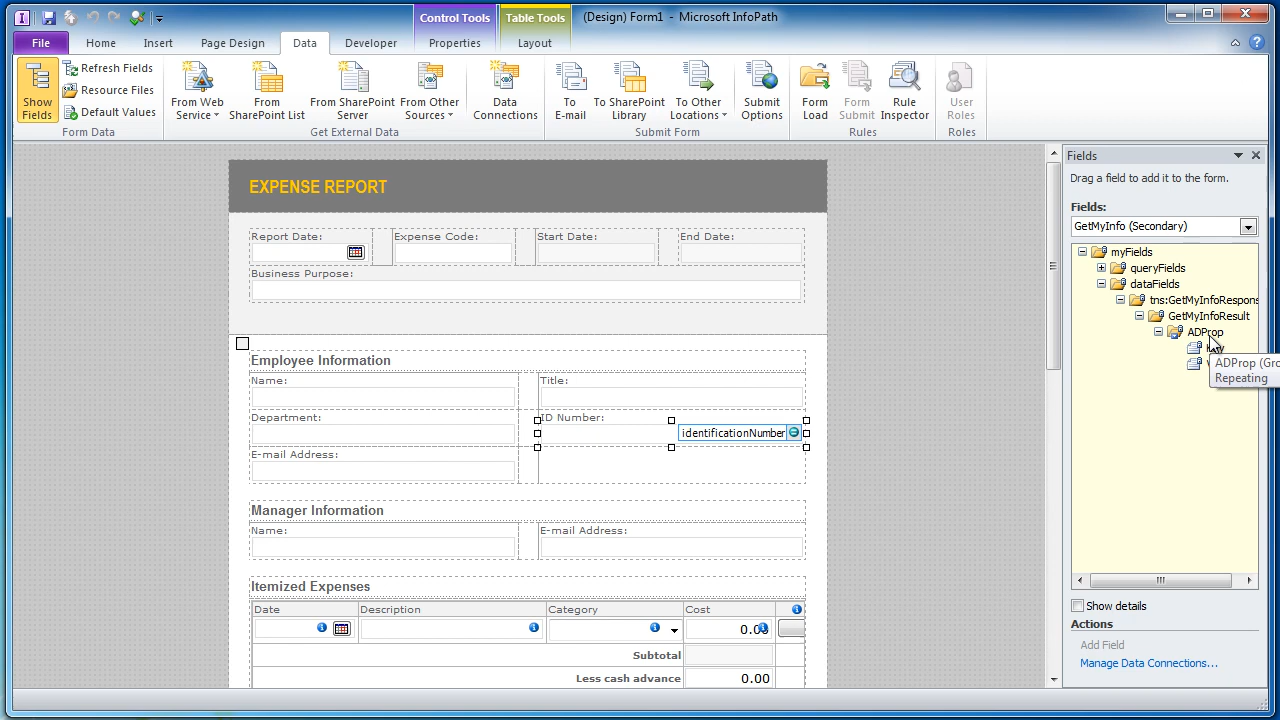 Control Tools
Table Tools
(Design) Form1 - Microsoft InfoPath
File
Home
Insert
Page Design
Data
Developer
Properties
Layout
Show Fields
Refresh Fields
Resource Files
Default Values
Form Data
From Web Service
From SharePoint List
From SharePoint Server
From Other Sources
Data Connections
Get External Data
To E-mail
To SharePoint Library
To Other Locations
Submit Options
Submit Form
Form Load
Form Submit
Rule Inspector
Rules
User Roles
Roles
EXPENSE REPORT
Report Date:
Expense Code:
Start Date:
End Date:
Business Purpose:
Employee Information
Name:
Title:
Department:
ID Number:
identificationNumber
E-mail Address:
Manager Information
Name:
E-mail Address:
Itemized Expenses
Date
Description
Category
Cost
Subtotal
Less cash advance
0.00
Fields
Drag a field to add it to the form.
Fields:
GetMyInfo (Secondary)
myFields
queryFields
dataFields
tns:GetMyInfoRespons
GetMyInfoResult
ADProp
ADProp (Gro
Repeating
Show details
Actions
Add Field
Manage Data Connections...